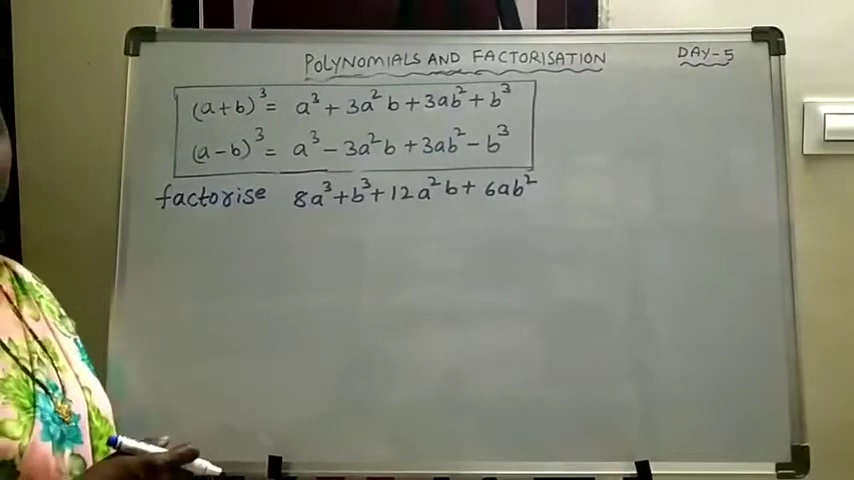 POLYNOMIALS AND FACTORISATION DAY-5
(a+b)³ = a³ + 3a²b + 3ab² + b³
(a-b)³ = a³ - 3a²b + 3ab² - b³
factorise 8a³ + b³ + 12a²b + 6ab²